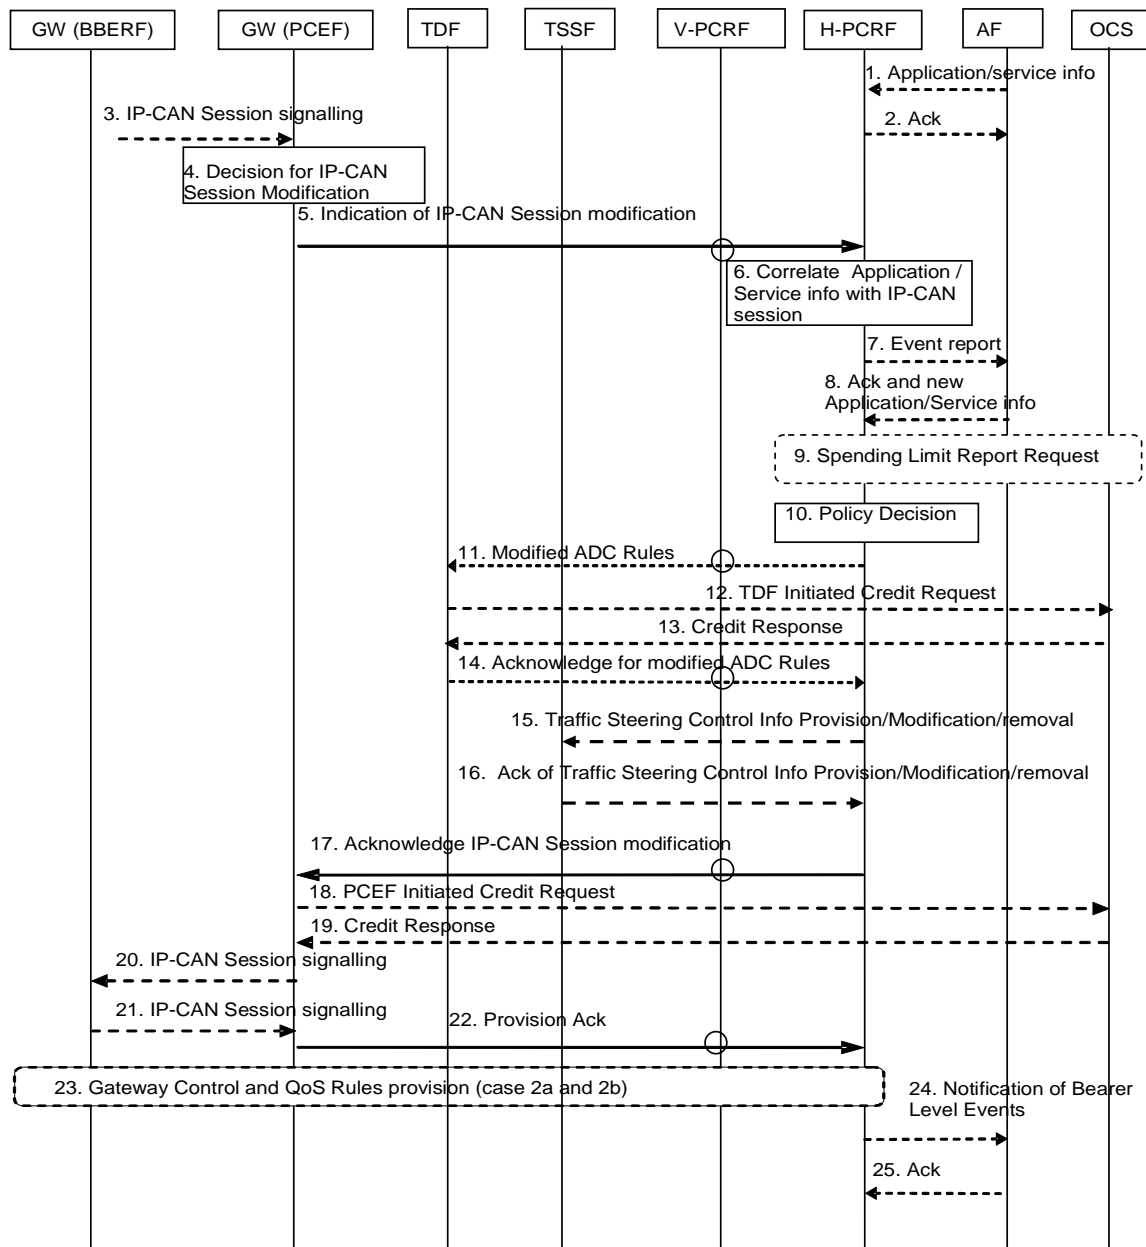 GW (BBERF)
GW (PCEF)
TDF
TSSF
V-PCRF
H-PCRF
AF
OCS
1. Application/service info
2. Ack
3. IP-CAN Session signalling
4. Decision for IP-CAN
Session Modification
5. Indication of IP-CAN Session modification
6. Correlate Application /
Service info with IP-CAN
session
7. Event report
8. Ack and new
Application/Service info
9. Spending Limit Report Request
10. Policy Decision
11. Modified ADC Rules
12. TDF Initiated Credit Request
13. Credit Response
14. Acknowledge for modified ADC Rules
15. Traffic Steering Control Info Provision/Modification/removal
16. Ack of Traffic Steering Control Info Provision/Modification/removal
17. Acknowledge IP-CAN Session modification
18. PCEF Initiated Credit Request
19. Credit Response
20. IP-CAN Session signalling
21. IP-CAN Session signalling
22. Provision Ack
23. Gateway Control and QoS Rules provision (case 2a and 2b)
24. Notification of Bearer
Level Events
25. Ack